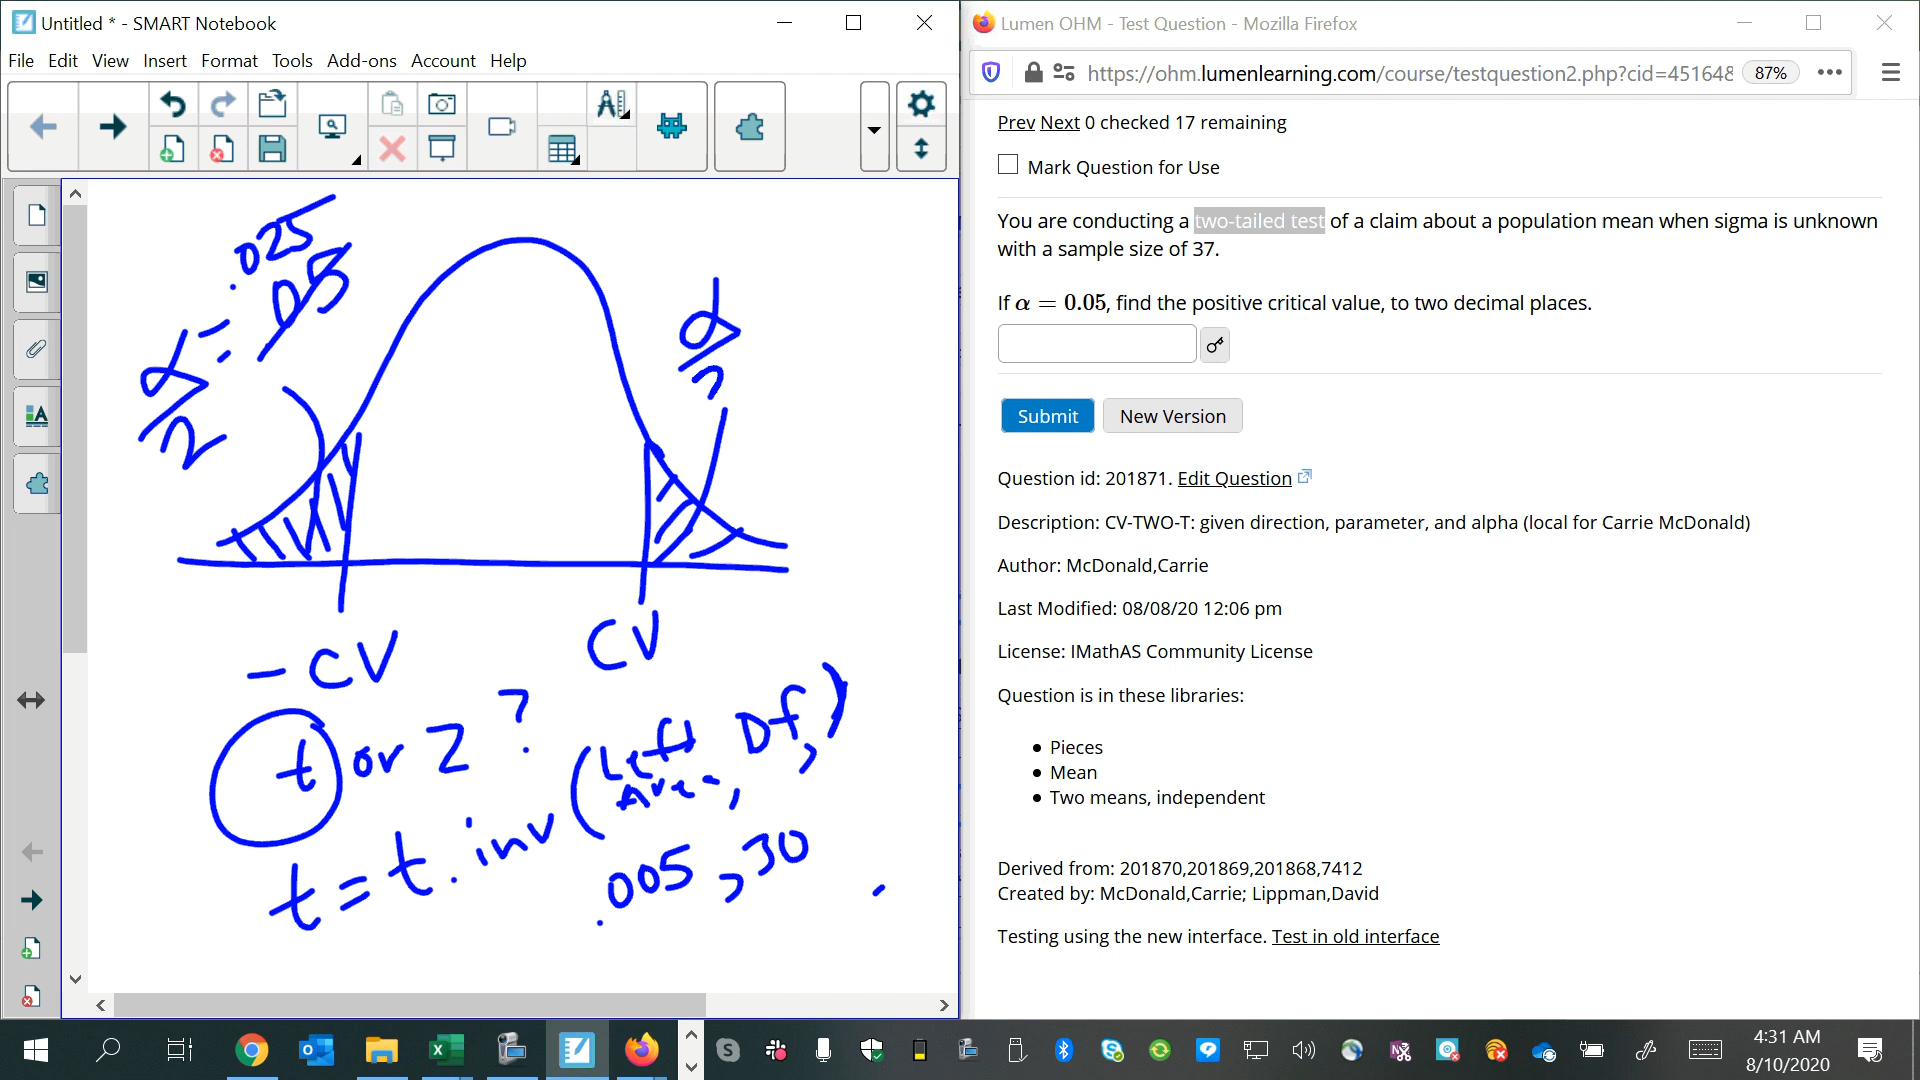 Untitled * - SMART Notebook
File Edit View Insert Format Tools Add-ons Account Help
.025
.05
α/2 =
α/2
- CV
CV
t or Z ?
t = t.inv (Left Area, Df,)
.005 , 30
Lumen OHM - Test Question - Mozilla Firefox
https://ohm.lumenlearning.com/course/testquestion2.php?cid=451648
87%
Prev Next 0 checked 17 remaining
Mark Question for Use
You are conducting a two-tailed test of a claim about a population mean when sigma is unknown
with a sample size of 37.
If α = 0.05, find the positive critical value, to two decimal places.
Submit
New Version
Question id: 201871. Edit Question
Description: CV-TWO-T: given direction, parameter, and alpha (local for Carrie McDonald)
Author: McDonald,Carrie
Last Modified: 08/08/20 12:06 pm
License: IMathAS Community License
Question is in these libraries:
• Pieces
• Mean
• Two means, independent
Derived from: 201870,201869,201868,7412
Created by: McDonald,Carrie; Lippman,David
Testing using the new interface. Test in old interface
4:31 AM
8/10/2020